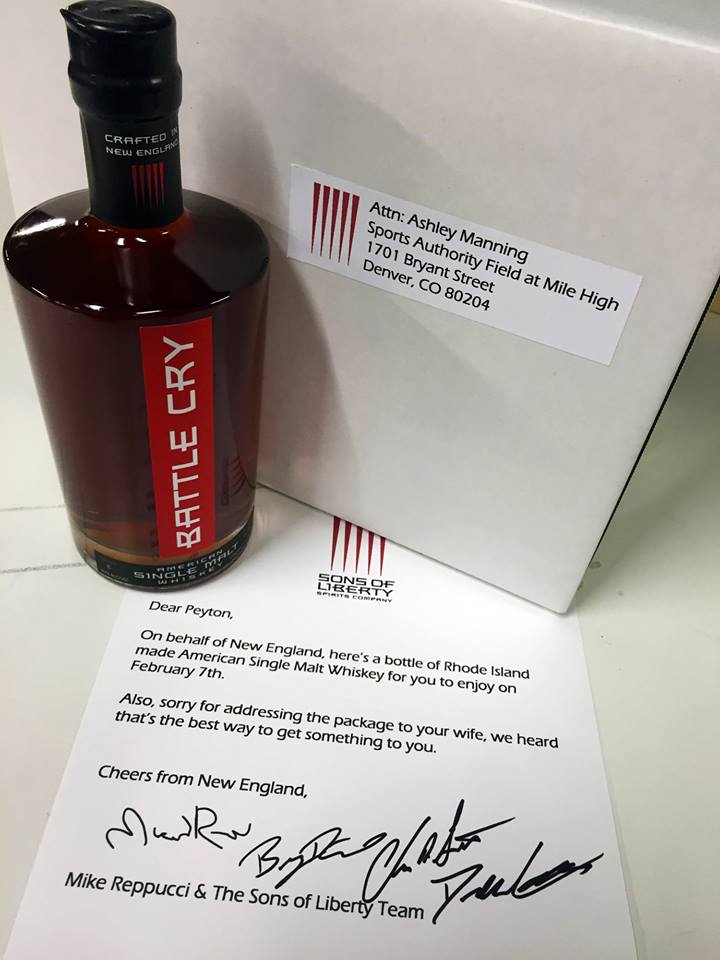 CRAFTED IN
NEW ENGLAND
BATTLE CRY
AMERICAN
SINGLE MALT
WHISKEY
Attn: Ashley Manning
Sports Authority Field at Mile High
1701 Bryant Street
Denver, CO 80204
SONS OF
LIBERTY
SPIRITS COMPANY
Dear Peyton,
On behalf of New England, here's a bottle of Rhode Island
made American Single Malt Whiskey for you to enjoy on
February 7th.
Also, sorry for addressing the package to your wife, we heard
that's the best way to get something to you.
Cheers from New England,
Mike Reppucci & The Sons of Liberty Team